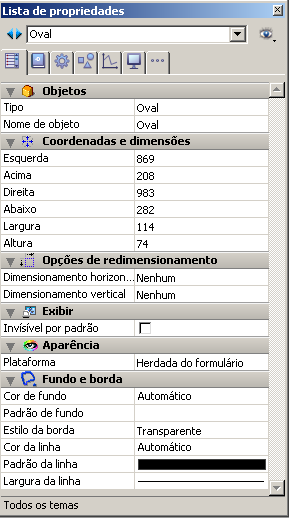 Lista de propriedades
Oval
Objetos
Tipo Oval
Nome de objeto Oval
Coordenadas e dimensões
Esquerda 869
Acima 208
Direita 983
Abaixo 282
Largura 114
Altura 74
Opções de redimensionamento
Dimensionamento horizon... Nenhum
Dimensionamento vertical Nenhum
Exibir
Invísível por padrão
Aparência
Plataforma Herdada do formulário
Fundo e borda
Cor de fundo Automático
Padrão de fundo
Estilo da borda Transparente
Cor da linha Automático
Padrão da linha
Largura da linha
Todos os temas